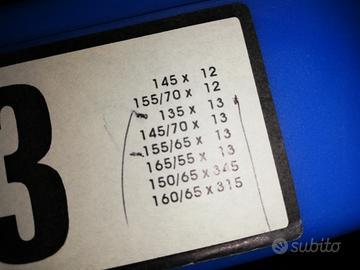 3
145 x 12
155/70 x 12
135 x 13
145/70 x 13
155/65 x 13
165/55 x 13
150/65 x 345
160/65 x 315
subito